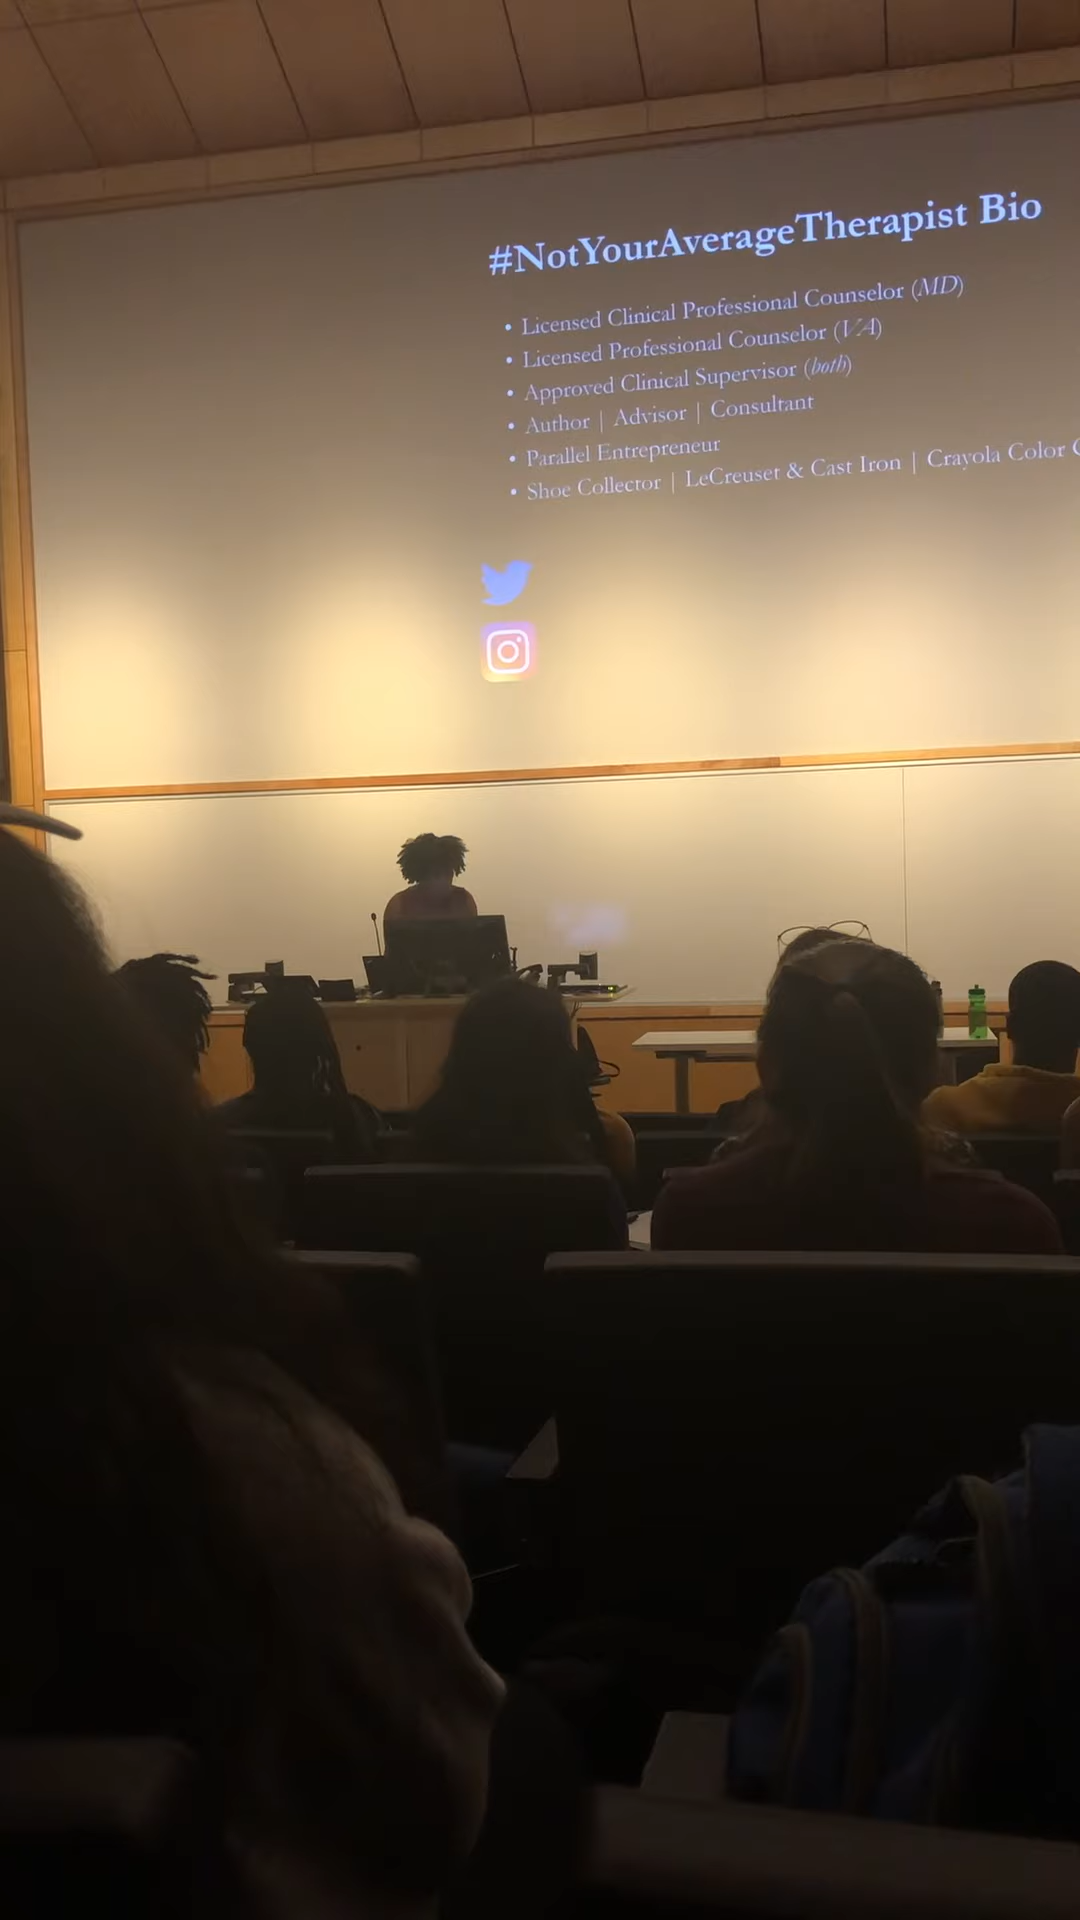 #NotYourAverageTherapist Bio
• Licensed Clinical Professional Counselor (MD)
• Licensed Professional Counselor (VA)
• Approved Clinical Supervisor (both)
• Author | Advisor | Consultant
• Parallel Entrepreneur
• Shoe Collector | LeCreuset & Cast Iron | Crayola Color